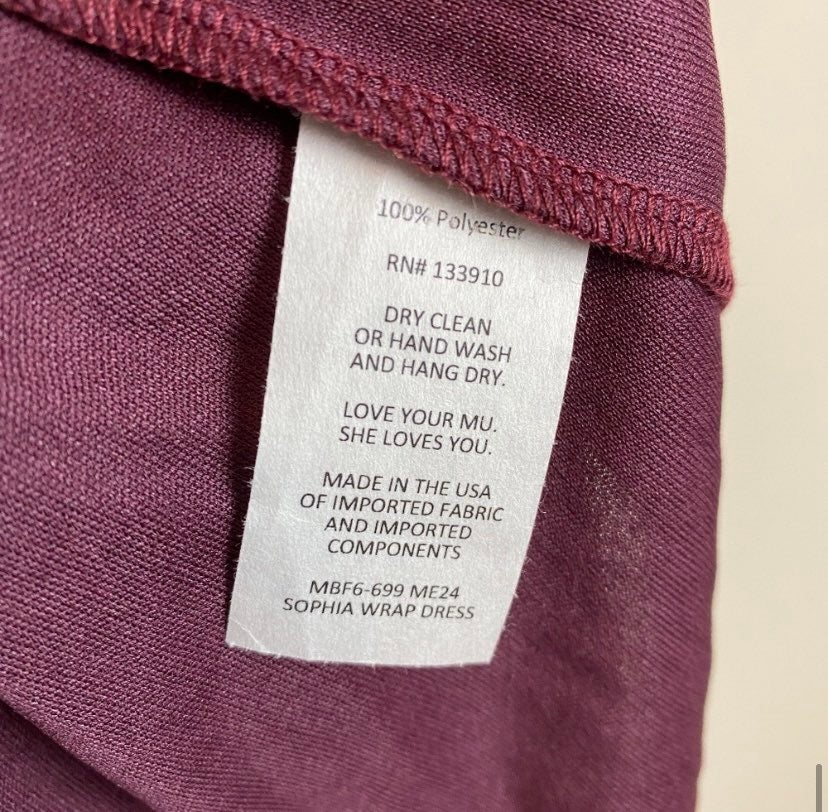 100% Polyester
RN# 133910
DRY CLEAN
OR HAND WASH
AND HANG DRY.
LOVE YOUR MU.
SHE LOVES YOU.
MADE IN THE USA
OF IMPORTED FABRIC
AND IMPORTED
COMPONENTS
MBF6-699 ME24
SOPHIA WRAP DRESS